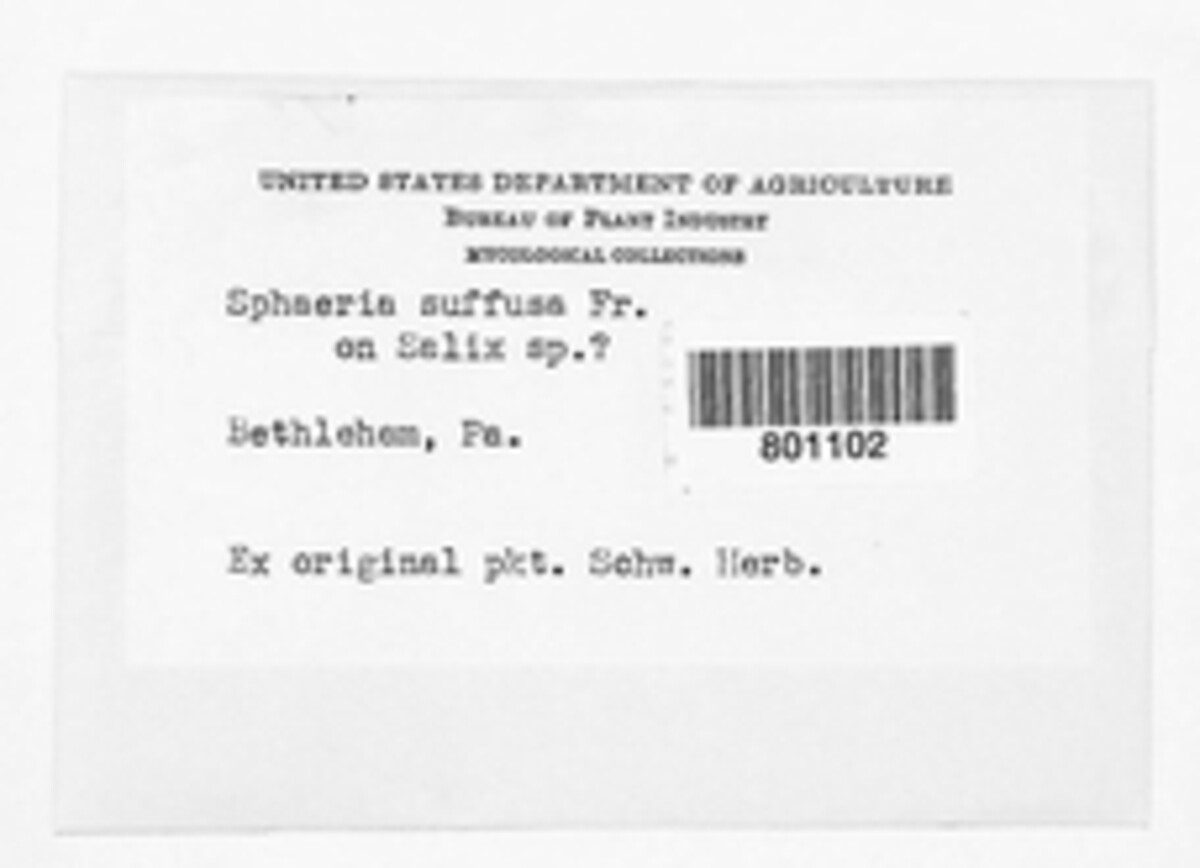 UNITED STATES DEPARTMENT OF AGRICULTURE
BUREAU OF PLANT INDUSTRY
MYCOLOGICAL COLLECTIONS
Sphaeria suffusa Fr.
on Salix sp.?
Bethlehem, Pa.
801102
Ex original pkt. Schw. Herb.